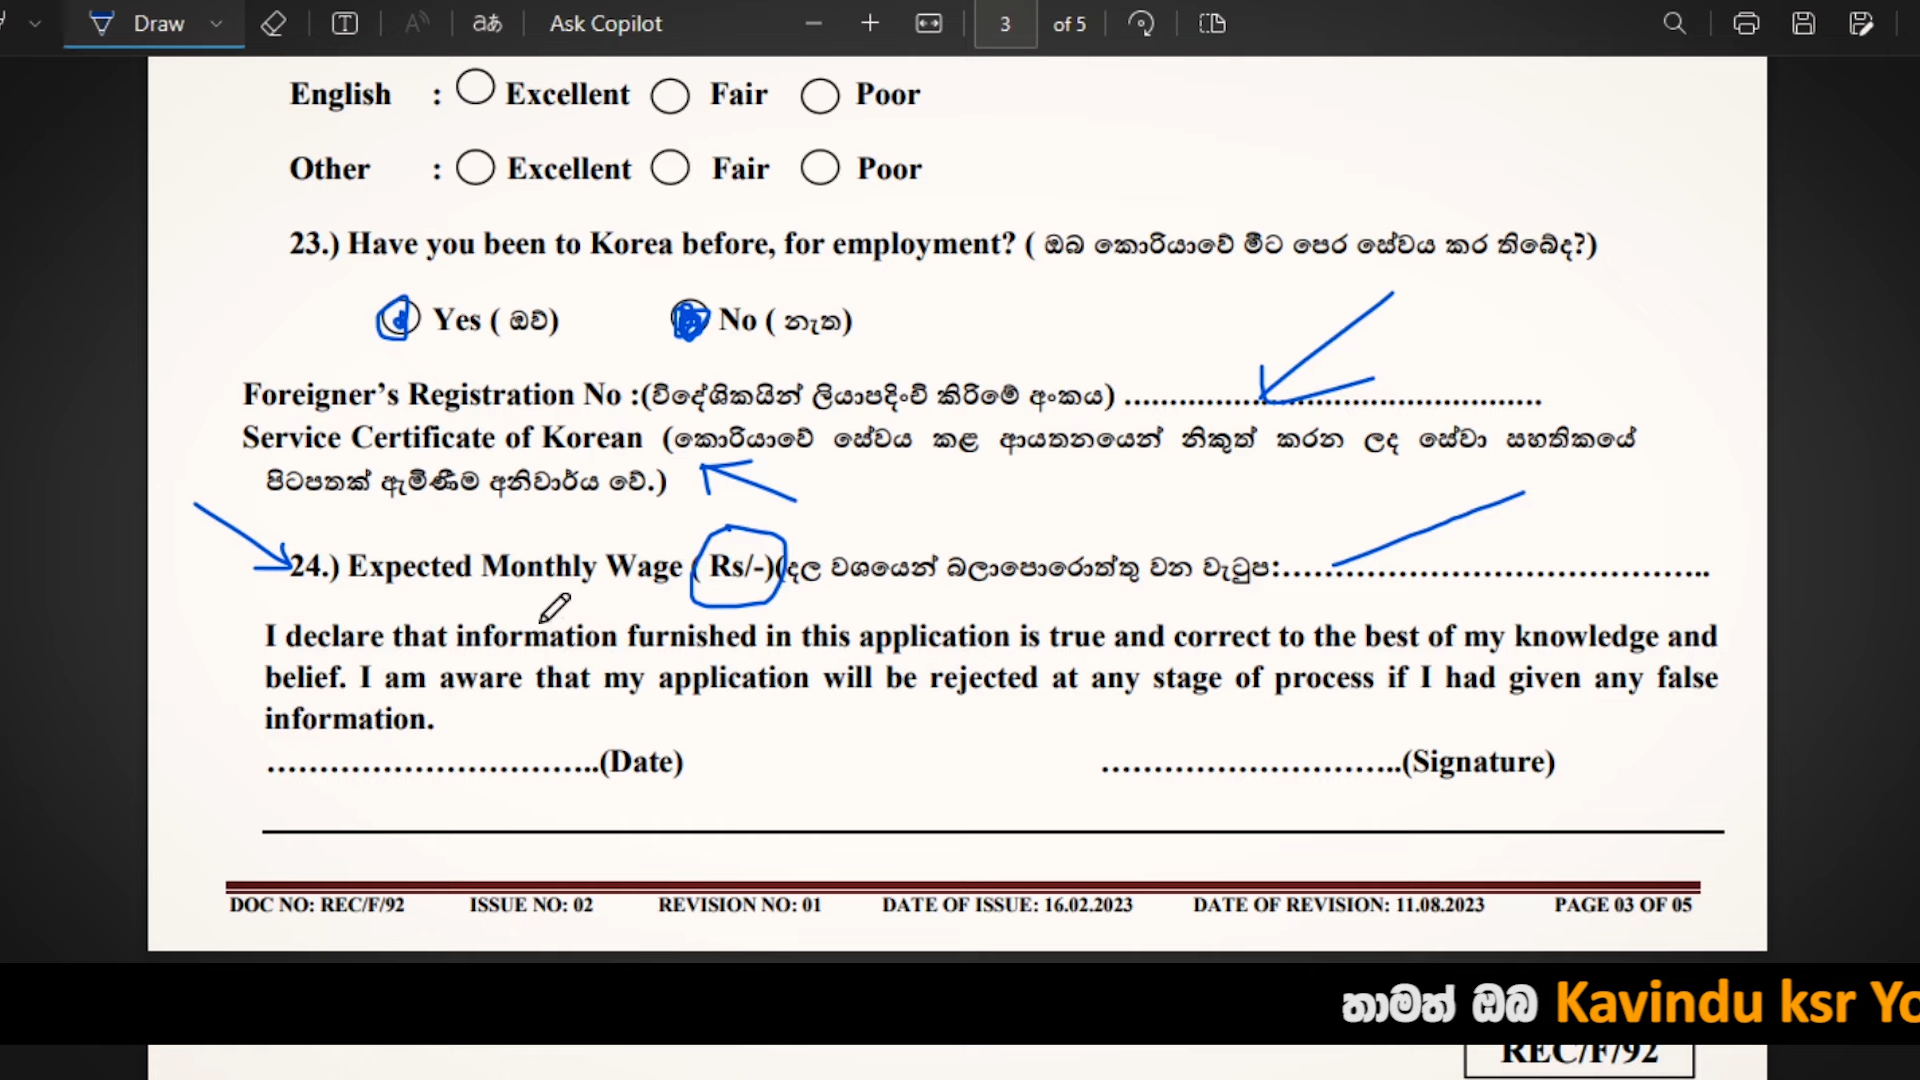 Draw aあ Ask Copilot 3 of 5
English : Excellent Fair Poor
Other : Excellent Fair Poor
23.) Have you been to Korea before, for employment? ( ඔබ කොරියාවේ මීට පෙර සේවය කර තිබේද?)
Yes ( ඔව්) No ( නැත)
Foreigner’s Registration No :(විදේශිකයින් ලියාපදිංචි කිරිමේ අංකය) ................................................
Service Certificate of Korean (කොරියාවේ සේවය කළ ආයතනයෙන් නිකුත් කරන ලද සේවා සහතිකයේ
පිටපතක් ඇමිණීම අනිවාර්ය වේ.)
24.) Expected Monthly Wage ( Rs/-)(දල වශයෙන් බලාපොරොත්තු වන වැටුප:……………………………………..
I declare that information furnished in this application is true and correct to the best of my knowledge and
belief. I am aware that my application will be rejected at any stage of process if I had given any false
information.
…………………………..(Date) ………………………..(Signature)
DOC NO: REC/F/92 ISSUE NO: 02 REVISION NO: 01 DATE OF ISSUE: 16.02.2023 DATE OF REVISION: 11.08.2023 PAGE 03 OF 05
තාමත් ඔබ Kavindu ksr Yo
REC/F/92